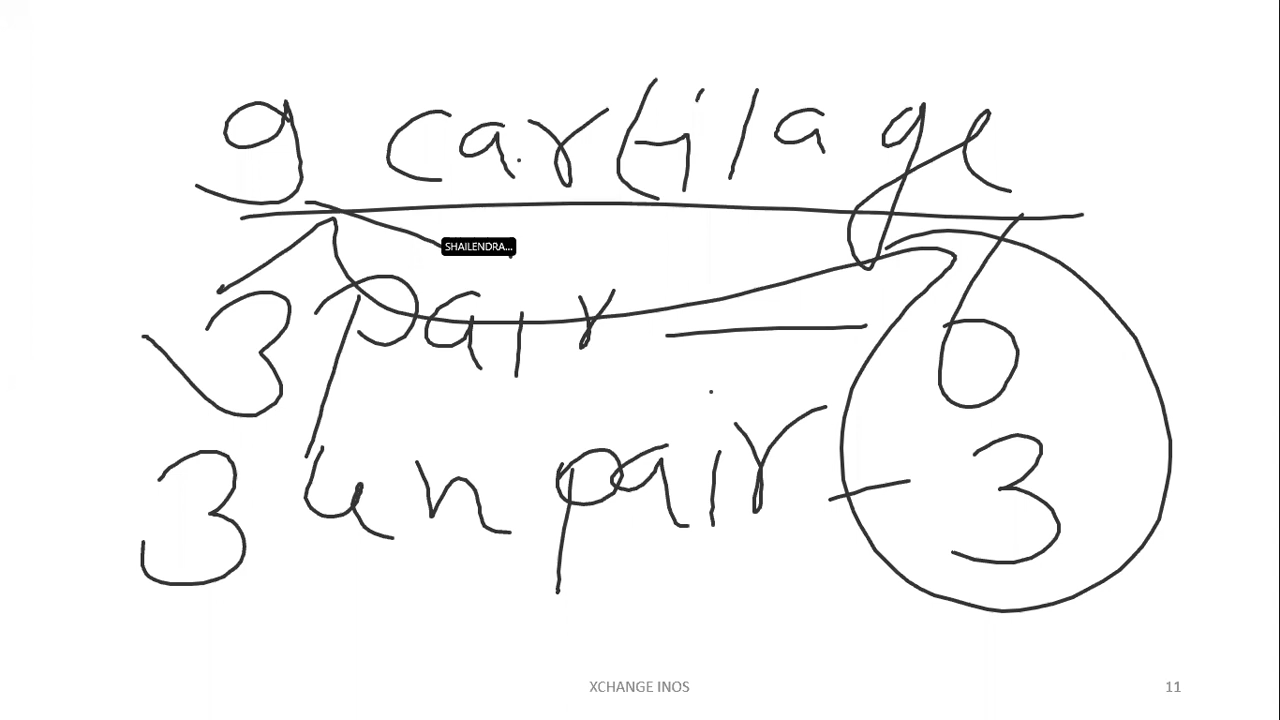 9 cartilage
SHAILENDRA...
3 pair — 6
3 unpair — 3
XCHANGE INOS 11